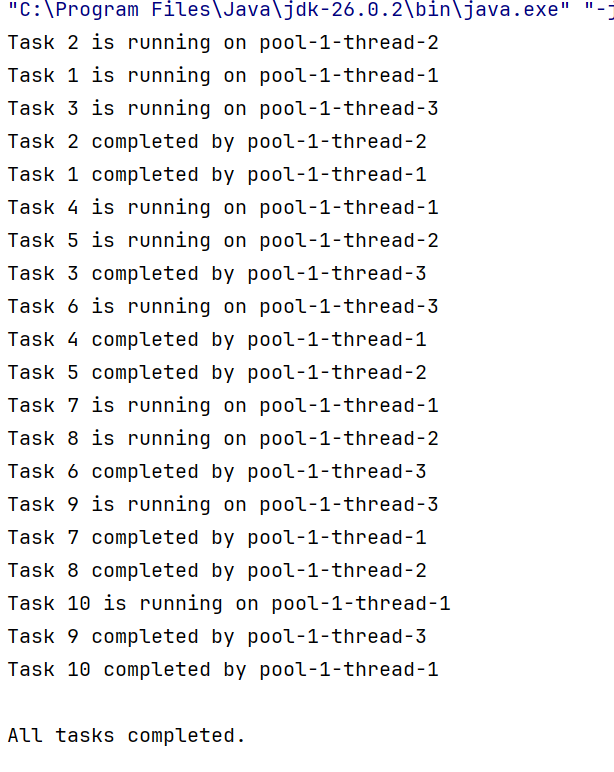 "C:\Program Files\Java\jdk-26.0.2\bin\java.exe" "-j
Task 2 is running on pool-1-thread-2
Task 1 is running on pool-1-thread-1
Task 3 is running on pool-1-thread-3
Task 2 completed by pool-1-thread-2
Task 1 completed by pool-1-thread-1
Task 4 is running on pool-1-thread-1
Task 5 is running on pool-1-thread-2
Task 3 completed by pool-1-thread-3
Task 6 is running on pool-1-thread-3
Task 4 completed by pool-1-thread-1
Task 5 completed by pool-1-thread-2
Task 7 is running on pool-1-thread-1
Task 8 is running on pool-1-thread-2
Task 6 completed by pool-1-thread-3
Task 9 is running on pool-1-thread-3
Task 7 completed by pool-1-thread-1
Task 8 completed by pool-1-thread-2
Task 10 is running on pool-1-thread-1
Task 9 completed by pool-1-thread-3
Task 10 completed by pool-1-thread-1
All tasks completed.